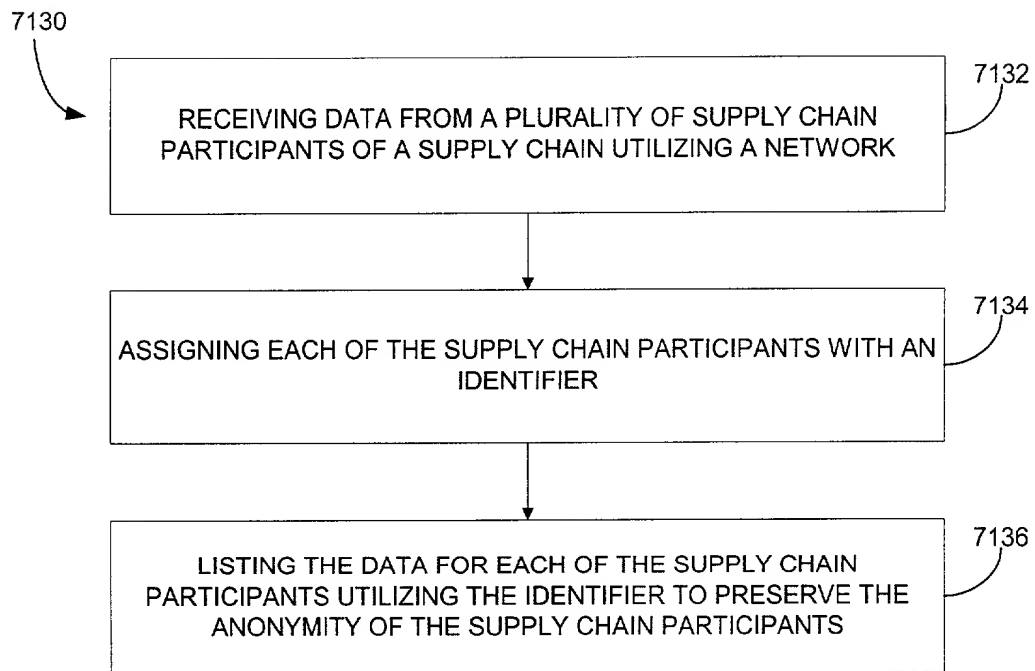 7130
7132
RECEIVING DATA FROM A PLURALITY OF SUPPLY CHAIN
PARTICIPANTS OF A SUPPLY CHAIN UTILIZING A NETWORK
7134
ASSIGNING EACH OF THE SUPPLY CHAIN PARTICIPANTS WITH AN
IDENTIFIER
7136
LISTING THE DATA FOR EACH OF THE SUPPLY CHAIN
PARTICIPANTS UTILIZING THE IDENTIFIER TO PRESERVE THE
ANONYMITY OF THE SUPPLY CHAIN PARTICIPANTS